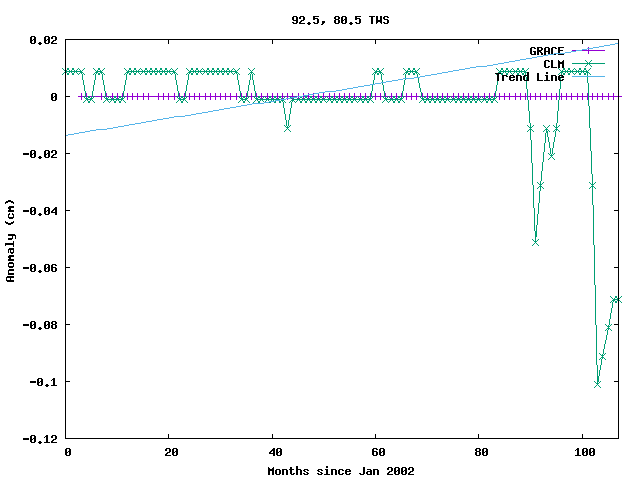 92.5, 80.5 TWS
GRACE
CLM
Trend Line
0.02
0
-0.02
-0.04
-0.06
-0.08
-0.1
-0.12
Anomaly (cm)
0 20 40 60 80 100
Months since Jan 2002